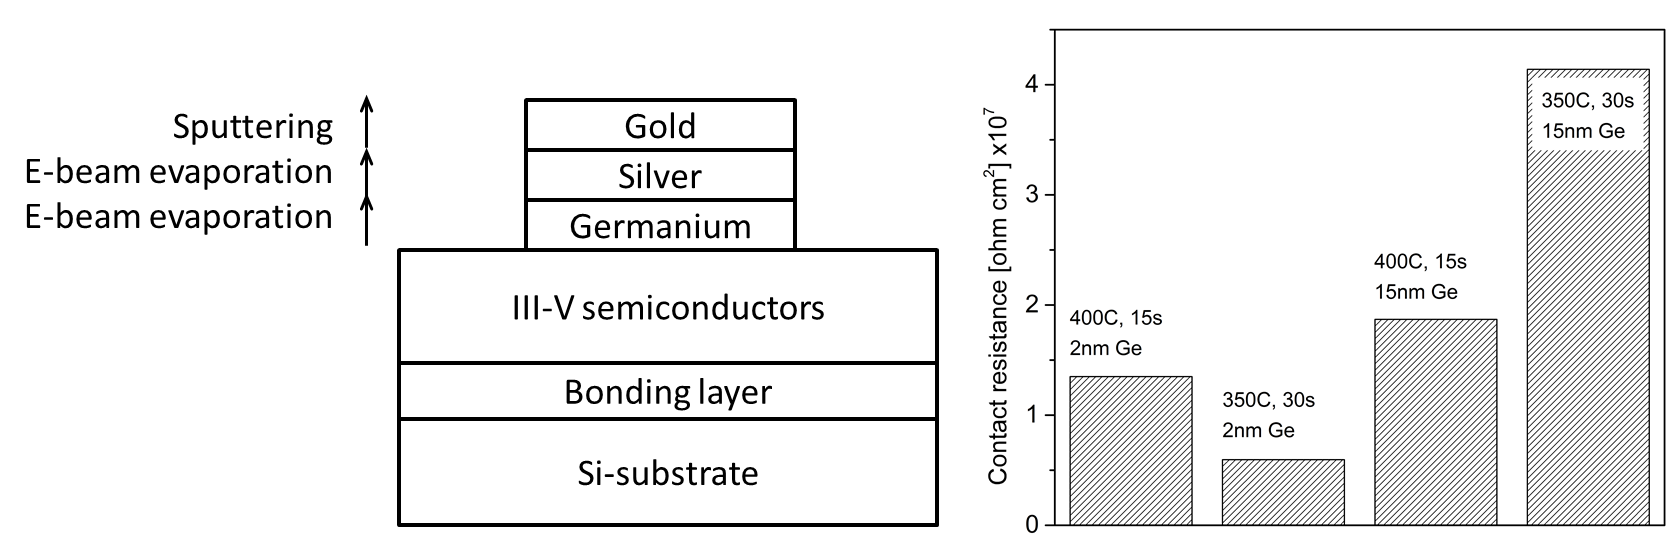 Sputtering
E-beam evaporation
E-beam evaporation
Gold
Silver
Germanium
III-V semiconductors
Bonding layer
Si-substrate
Contact resistance [ohm cm²] x10⁷
4
3
2
1
0
400C, 15s
2nm Ge
350C, 30s
2nm Ge
400C, 15s
15nm Ge
350C, 30s
15nm Ge